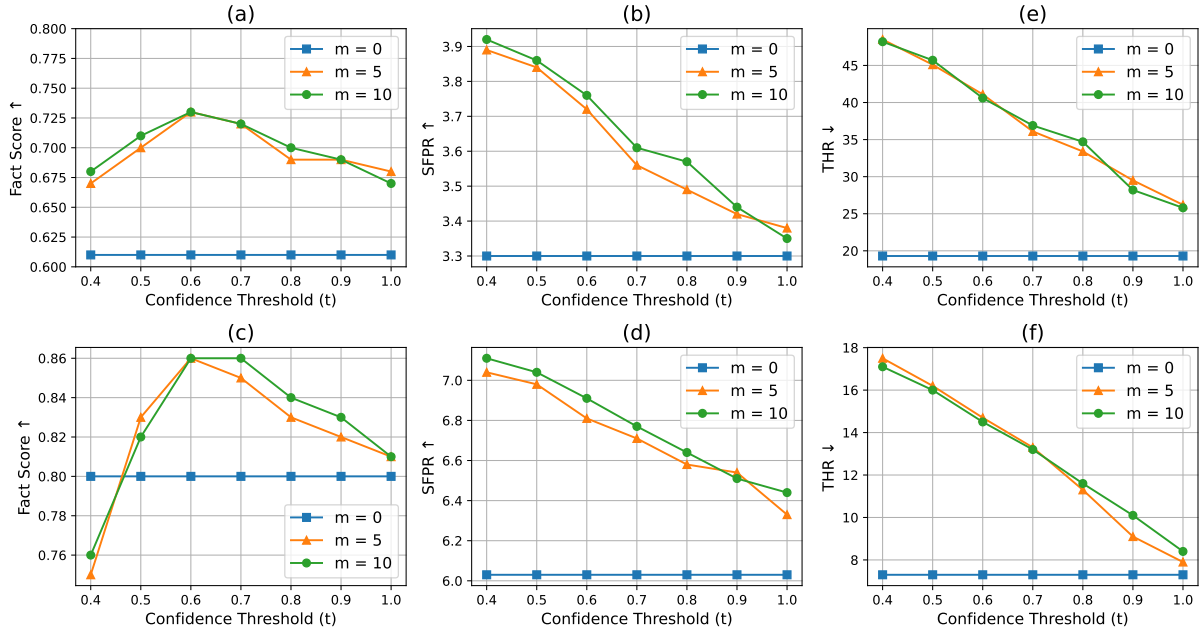 (a)
0.800
0.775
0.750
0.725
0.700
0.675
0.650
0.625
0.600
Fact Score ↑
m = 0
m = 5
m = 10
0.4 0.5 0.6 0.7 0.8 0.9 1.0
Confidence Threshold (t)
(b)
3.9
3.8
3.7
3.6
3.5
3.4
3.3
SFPR ↑
m = 0
m = 5
m = 10
0.4 0.5 0.6 0.7 0.8 0.9 1.0
Confidence Threshold (t)
(e)
45
40
35
30
25
20
THR ↓
m = 0
m = 5
m = 10
0.4 0.5 0.6 0.7 0.8 0.9 1.0
Confidence Threshold (t)
(c)
0.86
0.84
0.82
0.80
0.78
0.76
Fact Score ↑
m = 0
m = 5
m = 10
0.4 0.5 0.6 0.7 0.8 0.9 1.0
Confidence Threshold (t)
(d)
7.0
6.8
6.6
6.4
6.2
6.0
SFPR ↑
m = 0
m = 5
m = 10
0.4 0.5 0.6 0.7 0.8 0.9 1.0
Confidence Threshold (t)
(f)
18
16
14
12
10
8
THR ↓
m = 0
m = 5
m = 10
0.4 0.5 0.6 0.7 0.8 0.9 1.0
Confidence Threshold (t)